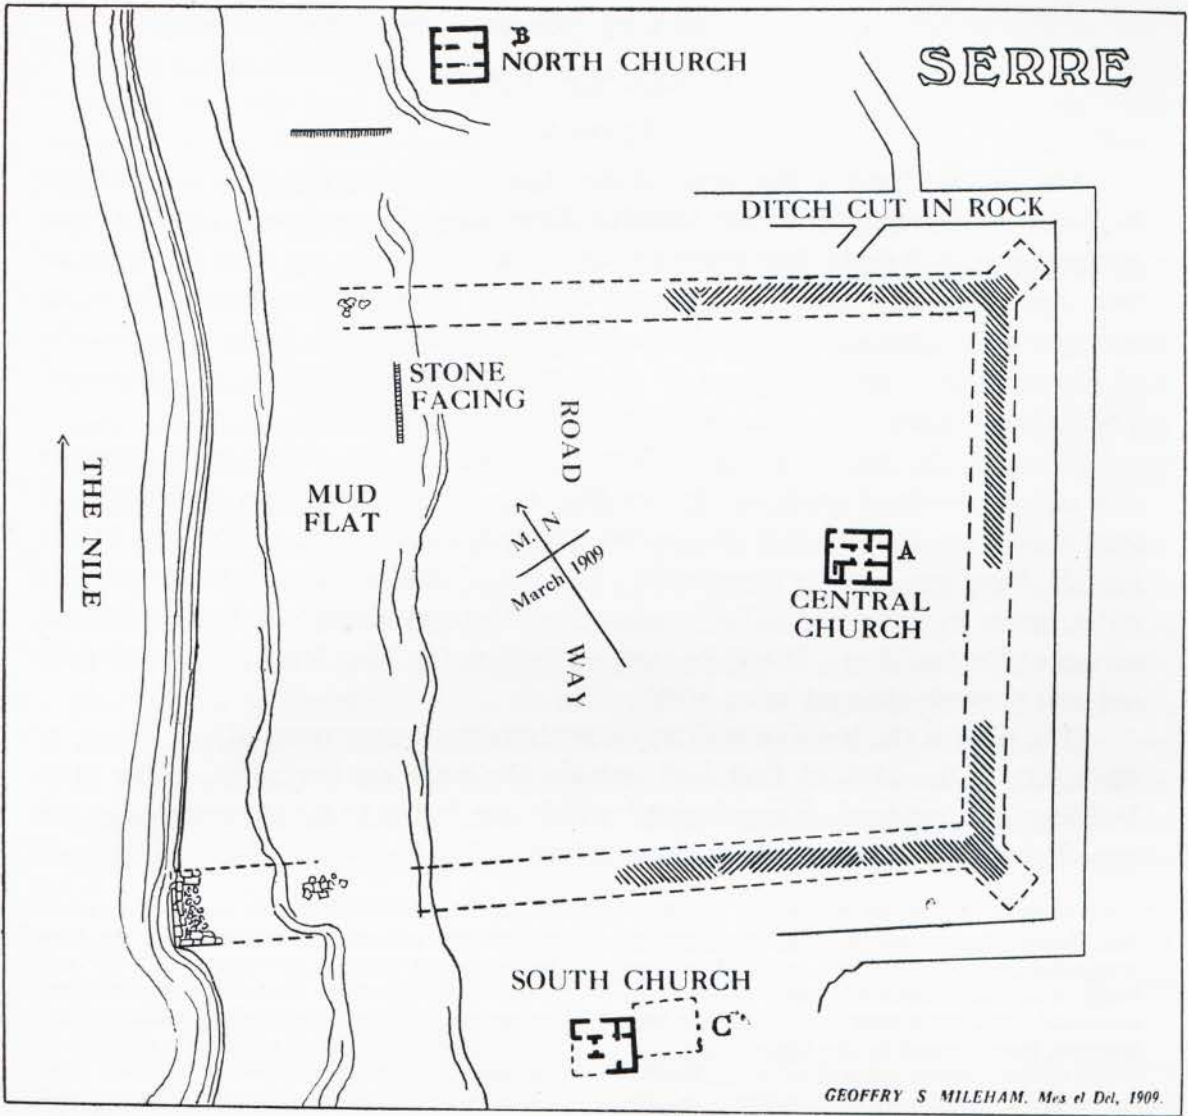 B
NORTH CHURCH
SERRE
DITCH CUT IN ROCK
STONE
FACING
ROAD
WAY
MUD
FLAT
THE NILE
M. N
March 1909
A
CENTRAL
CHURCH
SOUTH CHURCH
C
GEOFFRY S MILEHAM. Mes et Del, 1909.